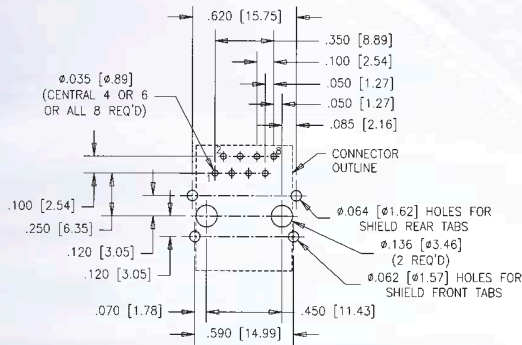 .620 [15.75]
.350 [8.89]
.100 [2.54]
.050 [1.27]
.050 [1.27]
.085 [2.16]
ø.035 [ø.89]
(CENTRAL 4 OR 6
OR ALL 8 REQ'D)
2
8
1
CONNECTOR
OUTLINE
.100 [2.54]
.250 [6.35]
.120 [3.05]
.120 [3.05]
ø.064 [ø1.62] HOLES FOR
SHIELD REAR TABS
ø.136 [ø3.46]
(2 REQ'D)
ø.062 [ø1.57] HOLES FOR
SHIELD FRONT TABS
.070 [1.78]
.450 [11.43]
.590 [14.99]